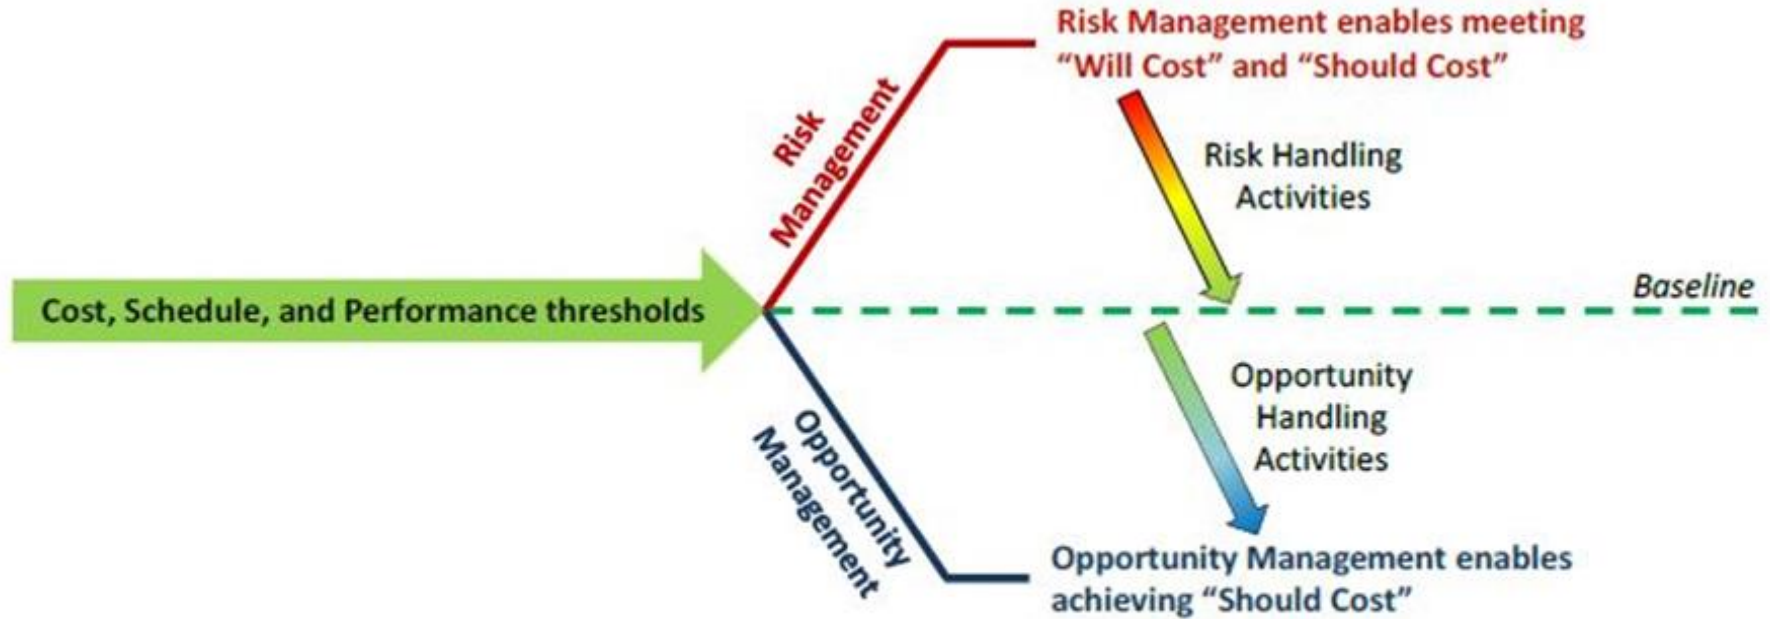 Risk Management enables meeting
“Will Cost” and “Should Cost”
Risk
Management
Risk Handling
Activities
Cost, Schedule, and Performance thresholds
Baseline
Opportunity
Management
Opportunity
Handling
Activities
Opportunity Management enables
achieving “Should Cost”